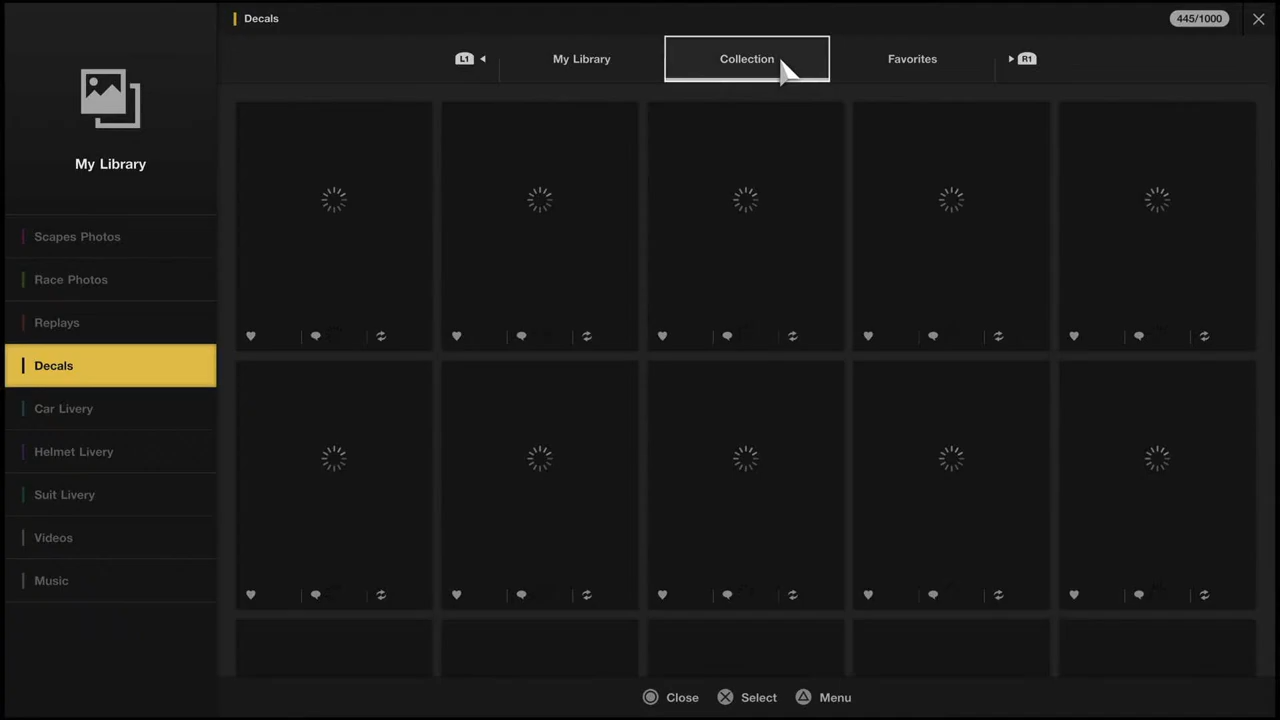 Decals
445/1000
L1
My Library
Collection
Favorites
R1
My Library
Scapes Photos
Race Photos
Replays
Decals
Car Livery
Helmet Livery
Suit Livery
Videos
Music
Close
Select
Menu